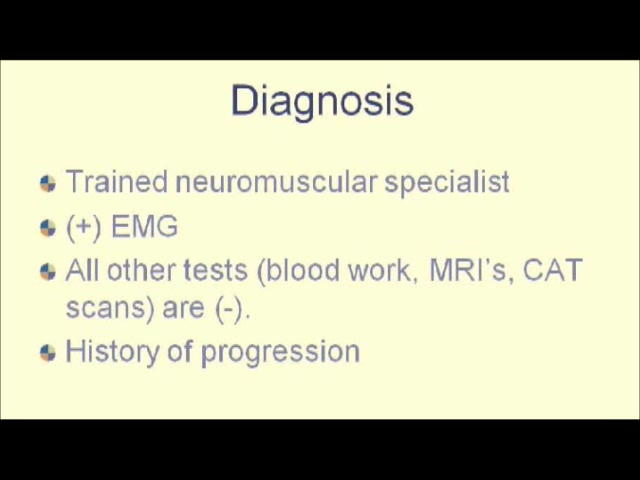 Diagnosis
Trained neuromuscular specialist
(+) EMG
All other tests (blood work, MRI's, CAT
scans) are (-).
History of progression